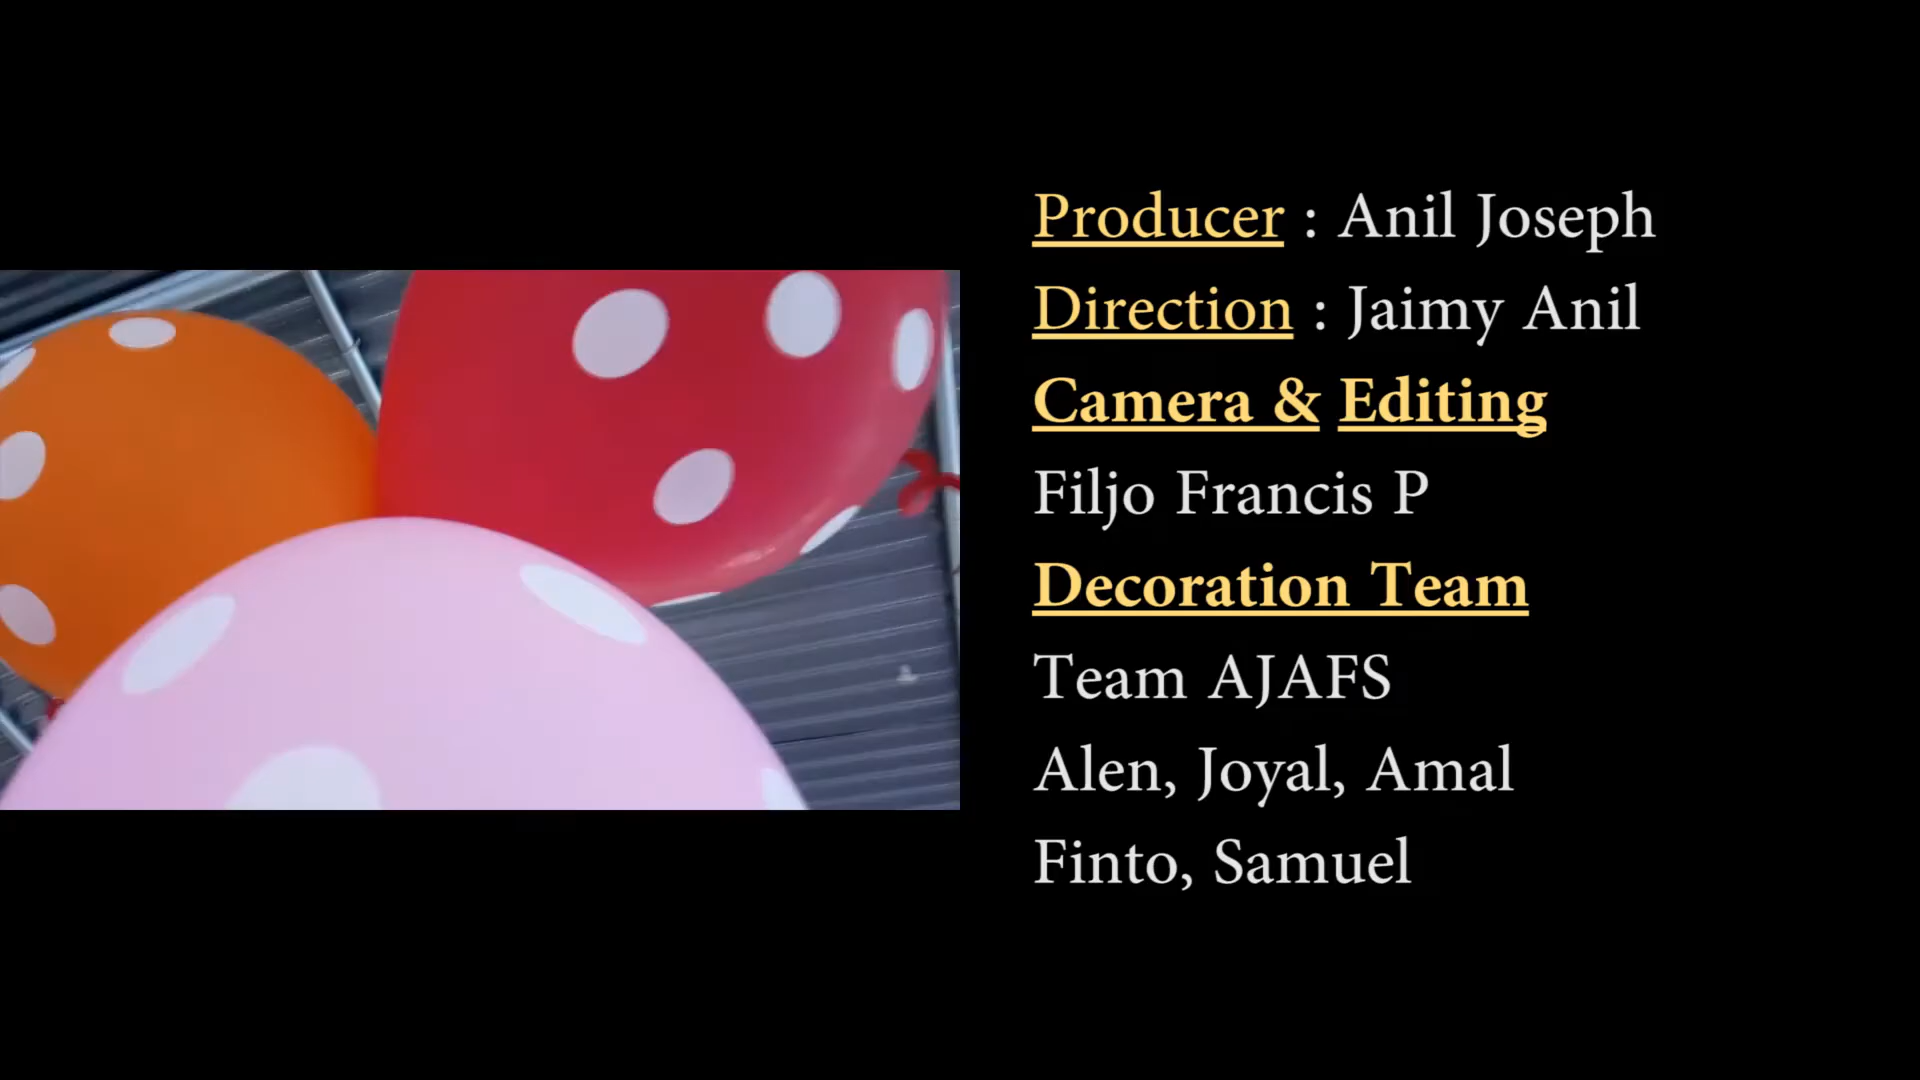 Producer : Anil Joseph
Direction : Jaimy Anil
Camera & Editing
Filjo Francis P
Decoration Team
Team AJAFS
Alen, Joyal, Amal
Finto, Samuel